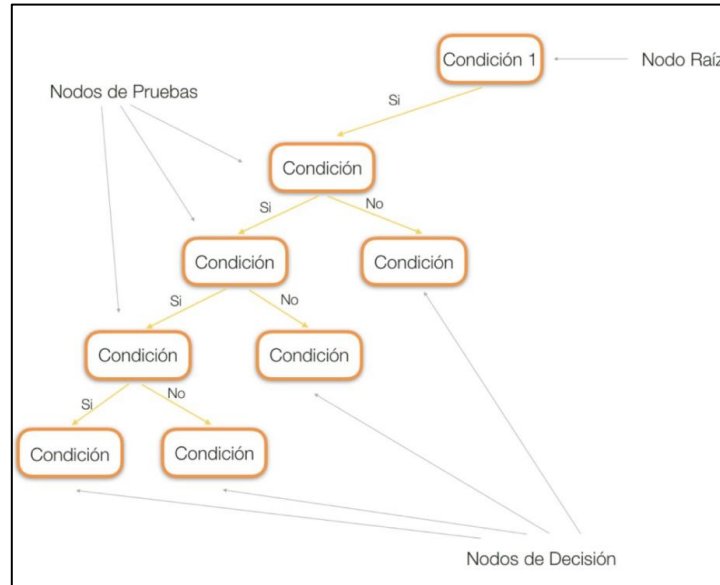 Condición 1
Nodo Raíz
Nodos de Pruebas
Si
Condición
Si
No
Condición
Condición
Si
No
Condición
Condición
Si
No
Condición
Condición
Nodos de Decisión